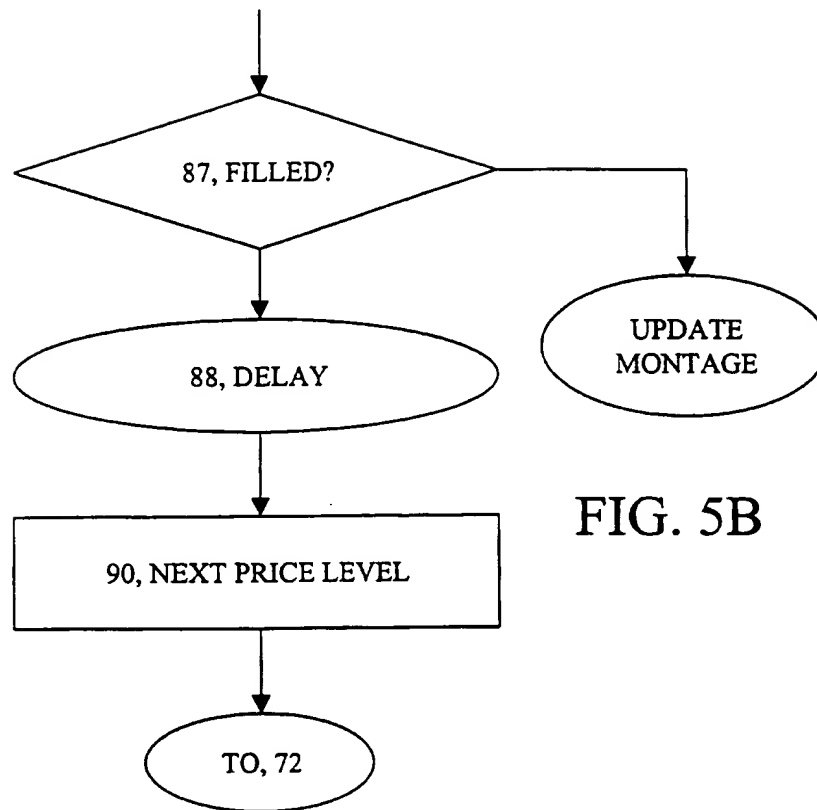 87, FILLED?
UPDATE
MONTAGE
88, DELAY
FIG. 5B
90, NEXT PRICE LEVEL
TO, 72